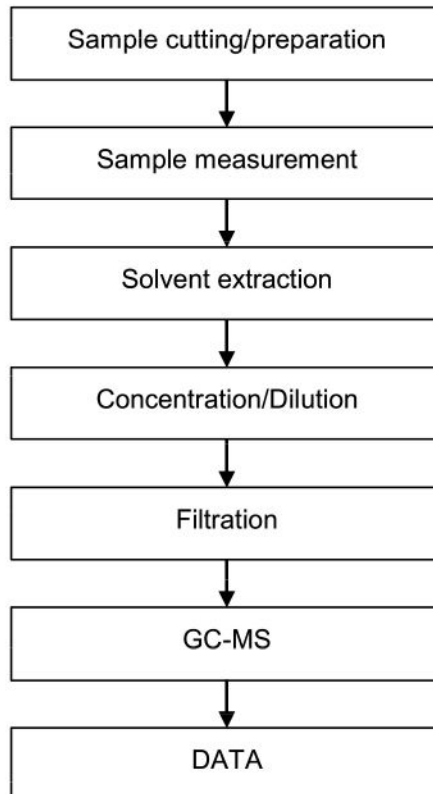 Sample cutting/preparation
Sample measurement
Solvent extraction
Concentration/Dilution
Filtration
GC-MS
DATA